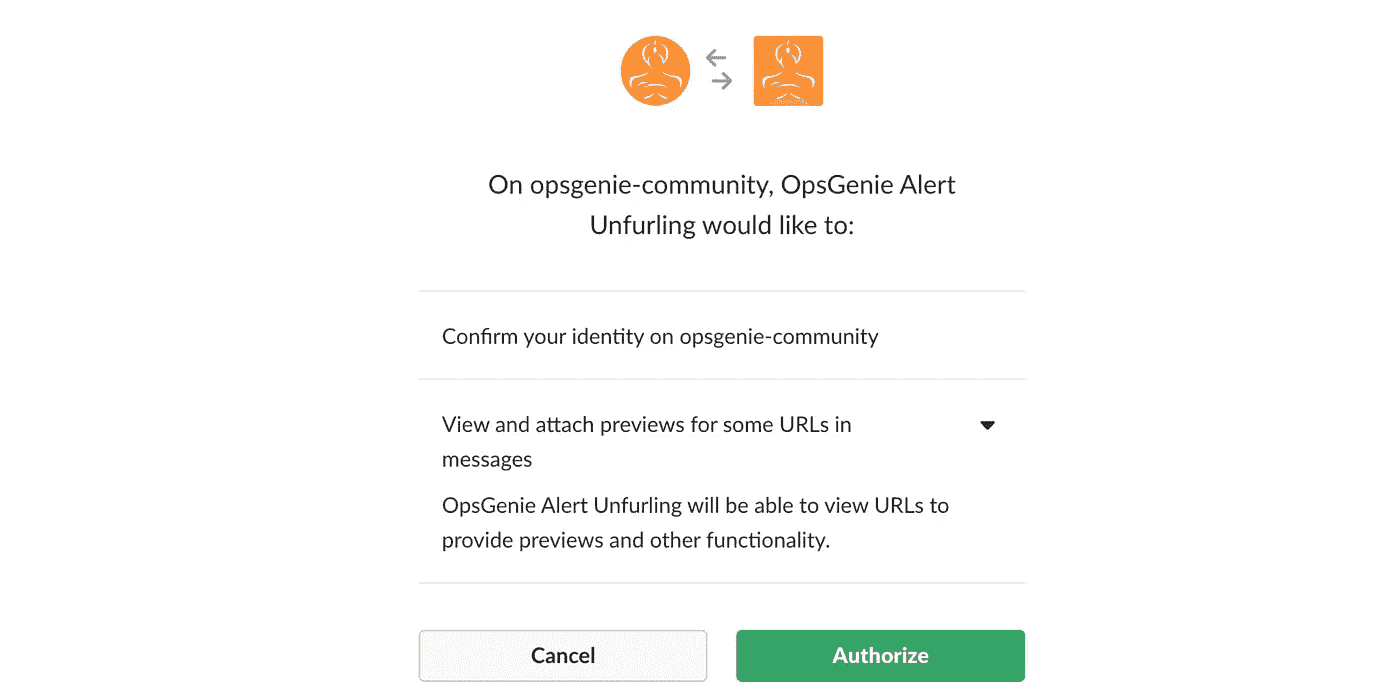 On opsgenie-community, OpsGenie Alert
Unfurling would like to:
Confirm your identity on opsgenie-community
View and attach previews for some URLs in
messages
OpsGenie Alert Unfurling will be able to view URLs to
provide previews and other functionality.
Cancel
Authorize